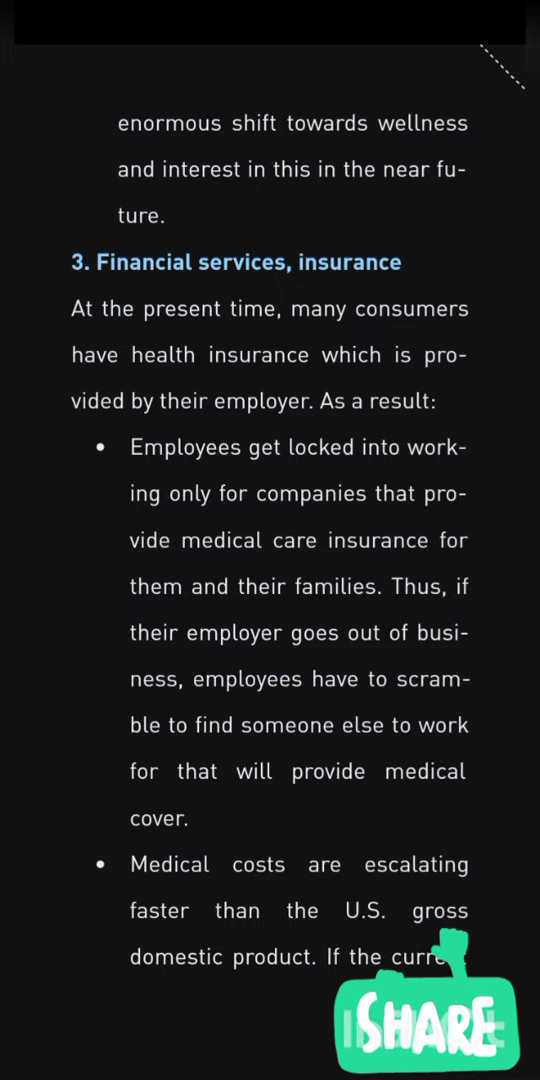 enormous shift towards wellness
and interest in this in the near fu-
ture.
3. Financial services, insurance
At the present time, many consumers
have health insurance which is pro-
vided by their employer. As a result:
• Employees get locked into work-
ing only for companies that pro-
vide medical care insurance for
them and their families. Thus, if
their employer goes out of busi-
ness, employees have to scram-
ble to find someone else to work
for that will provide medical
cover.
• Medical costs are escalating
faster than the U.S. gross
domestic product. If the
SHARE